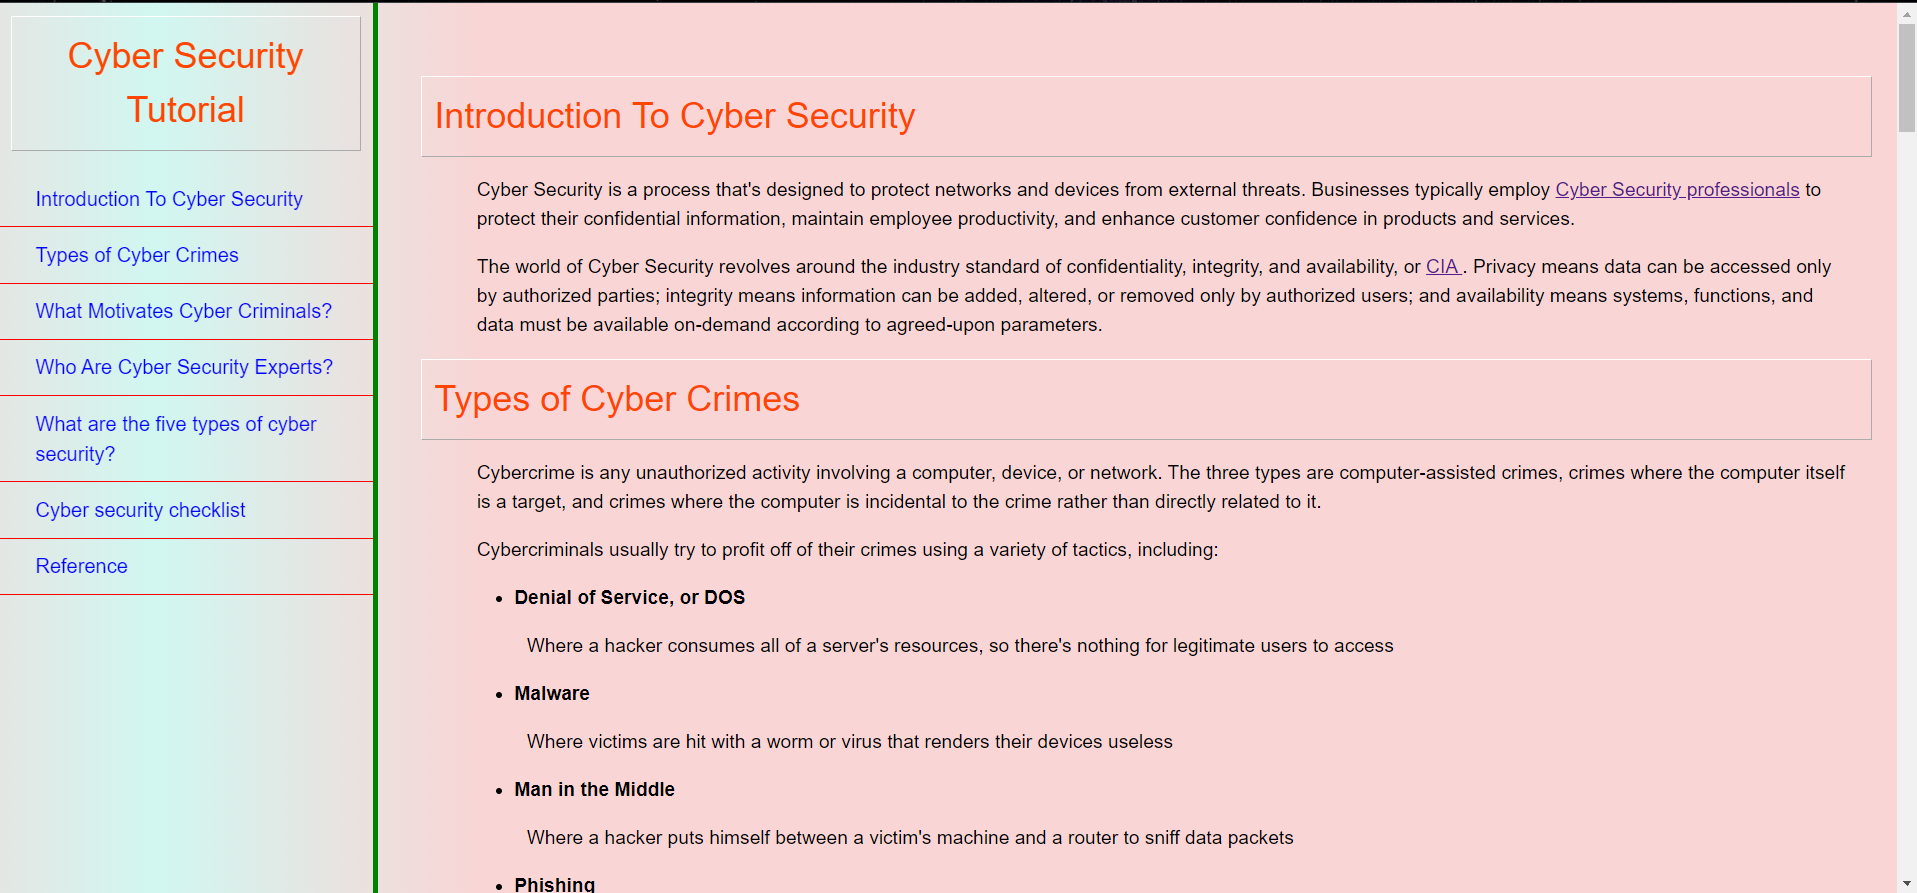 Cyber Security
Tutorial
Introduction To Cyber Security
Types of Cyber Crimes
What Motivates Cyber Criminals?
Who Are Cyber Security Experts?
What are the five types of cyber
security?
Cyber security checklist
Reference
Introduction To Cyber Security
Cyber Security is a process that's designed to protect networks and devices from external threats. Businesses typically employ Cyber Security professionals to
protect their confidential information, maintain employee productivity, and enhance customer confidence in products and services.
The world of Cyber Security revolves around the industry standard of confidentiality, integrity, and availability, or CIA . Privacy means data can be accessed only
by authorized parties; integrity means information can be added, altered, or removed only by authorized users; and availability means systems, functions, and
data must be available on-demand according to agreed-upon parameters.
Types of Cyber Crimes
Cybercrime is any unauthorized activity involving a computer, device, or network. The three types are computer-assisted crimes, crimes where the computer itself
is a target, and crimes where the computer is incidental to the crime rather than directly related to it.
Cybercriminals usually try to profit off of their crimes using a variety of tactics, including:
• Denial of Service, or DOS
Where a hacker consumes all of a server's resources, so there's nothing for legitimate users to access
• Malware
Where victims are hit with a worm or virus that renders their devices useless
• Man in the Middle
Where a hacker puts himself between a victim's machine and a router to sniff data packets
• Phishing